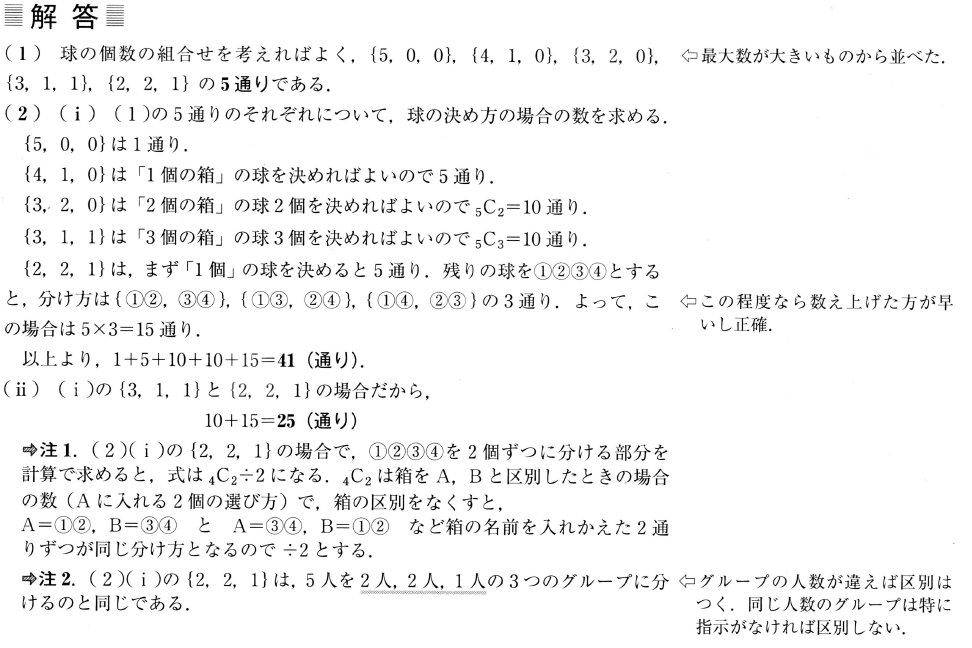 解答
(1) 球の個数の組合せを考えればよく，{5, 0, 0}, {4, 1, 0}, {3, 2, 0},
⇦最大数が大きいものから並べた．
{3, 1, 1}, {2, 2, 1} の5通りである．
(2) (i) (1)の5通りのそれぞれについて，球の決め方の場合の数を求める．
{5, 0, 0}は1通り．
{4, 1, 0}は「1個の箱」の球を決めればよいので5通り．
{3, 2, 0}は「2個の箱」の球2個を決めればよいので ₅C₂=10 通り．
{3, 1, 1}は「3個の箱」の球3個を決めればよいので ₅C₃=10 通り．
{2, 2, 1}は，まず「1個」の球を決めると5通り．残りの球を①②③④とする
と，分け方は{①②, ③④}, {①③, ②④}, {①④, ②③}の3通り．よって，こ
⇦この程度なら数え上げた方が早
の場合は 5×3=15 通り．
いし正確．
以上より，1+5+10+10+15=41（通り）．
(ii) (i)の{3, 1, 1}と{2, 2, 1}の場合だから，
10+15=25（通り）
⇨注1. (2)(i)の{2, 2, 1}の場合で，①②③④を2個ずつに分ける部分を
計算で求めると，式は ₄C₂÷2 になる．₄C₂ は箱を A, B と区別したときの場合
の数（A に入れる2個の選び方）で，箱の区別をなくすと，
A=①②, B=③④ と A=③④, B=①② など箱の名前を入れかえた2通
りずつが同じ分け方となるので ÷2 とする．
⇨注2. (2)(i)の{2, 2, 1}は，5人を2人，2人，1人の3つのグループに分
⇦グループの人数が違えば区別は
けるのと同じである．
つく．同じ人数のグループは特に
指示がなければ区別しない．